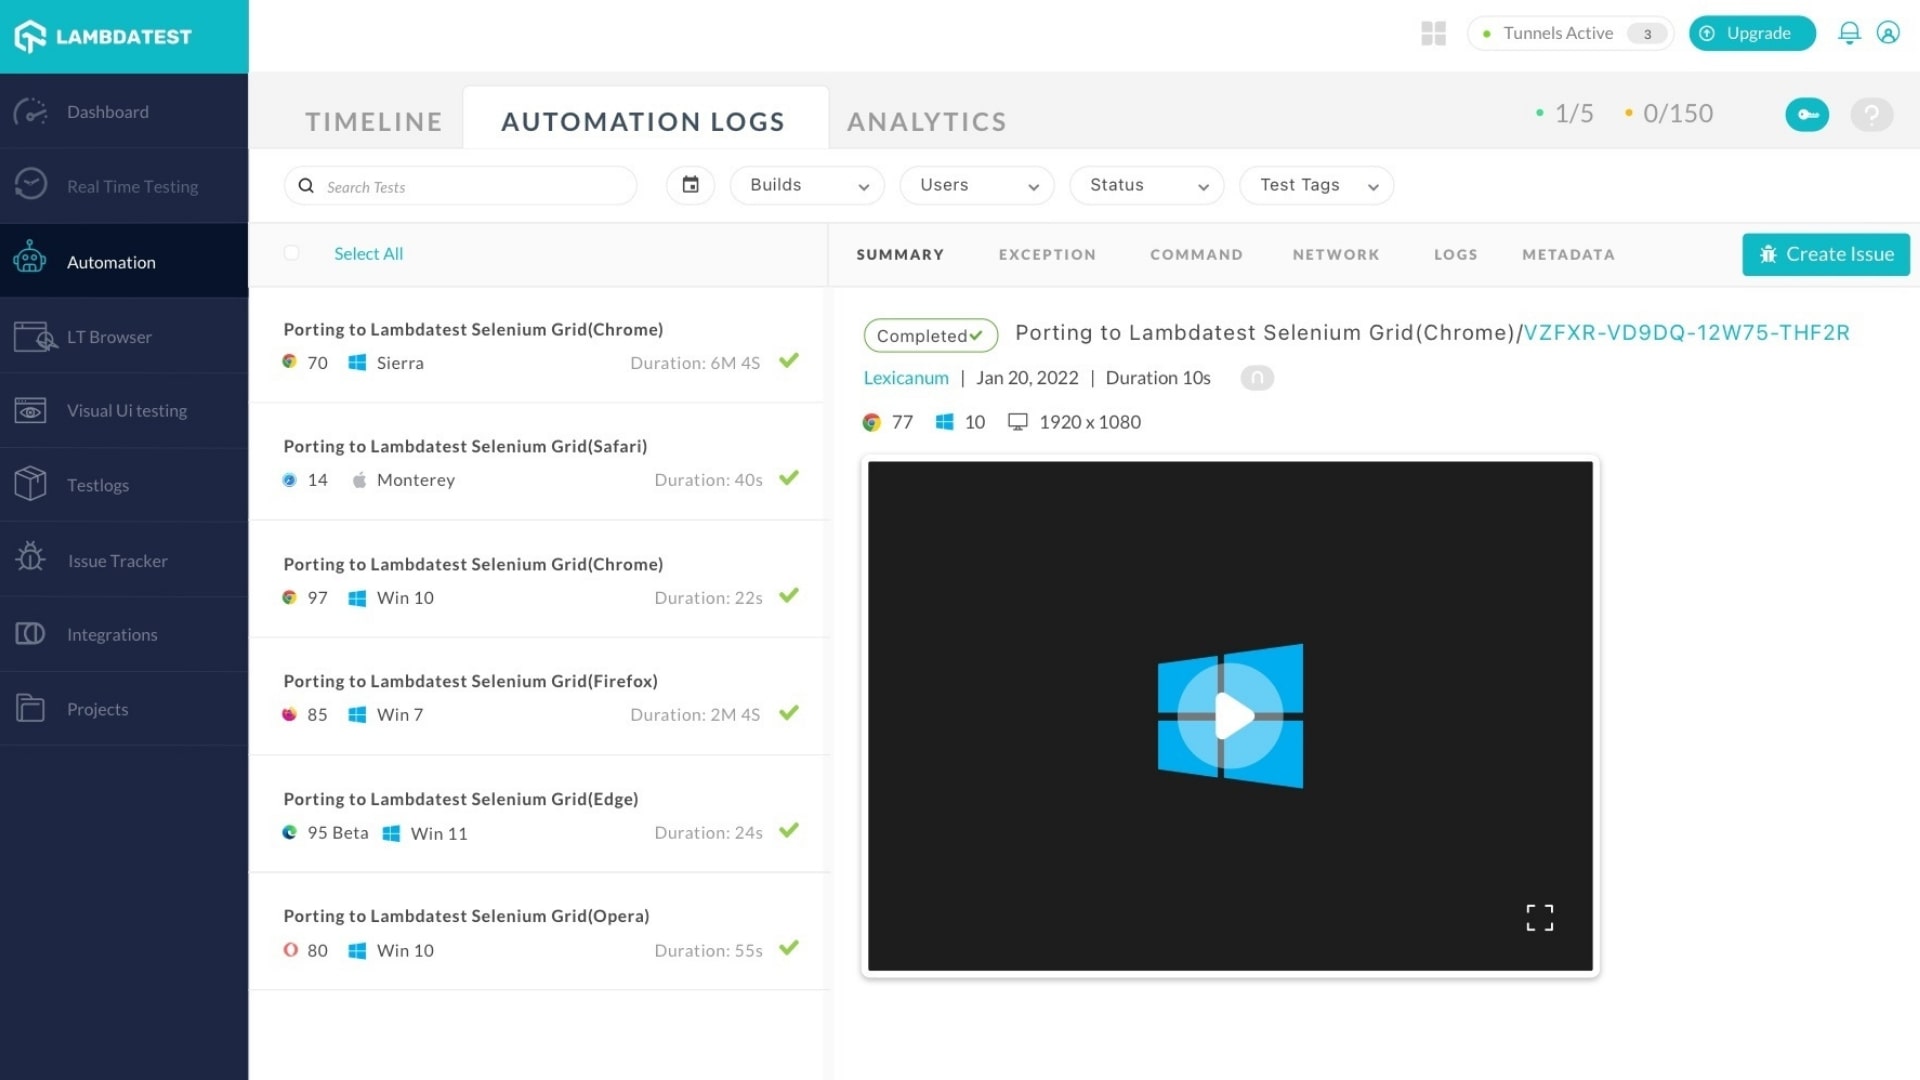 LAMBDATEST
Tunnels Active 3
Upgrade
Dashboard
Real Time Testing
Automation
LT Browser
Visual Ui testing
Testlogs
Issue Tracker
Integrations
Projects
TIMELINE
AUTOMATION LOGS
ANALYTICS
1/5
0/150
?
Search Tests
Builds
Users
Status
Test Tags
Select All
SUMMARY
EXCEPTION
COMMAND
NETWORK
LOGS
METADATA
Create Issue
Porting to Lambdatest Selenium Grid(Chrome)
70 Sierra Duration: 6M 4S
Porting to Lambdatest Selenium Grid(Safari)
14 Monterey Duration: 40s
Porting to Lambdatest Selenium Grid(Chrome)
97 Win 10 Duration: 22s
Porting to Lambdatest Selenium Grid(Firefox)
85 Win 7 Duration: 2M 4S
Porting to Lambdatest Selenium Grid(Edge)
95 Beta Win 11 Duration: 24s
Porting to Lambdatest Selenium Grid(Opera)
80 Win 10 Duration: 55s
Completed Porting to Lambdatest Selenium Grid(Chrome)/VZFXR-VD9DQ-12W75-THF2R
Lexicanum | Jan 20, 2022 | Duration 10s
77 10 1920 x 1080